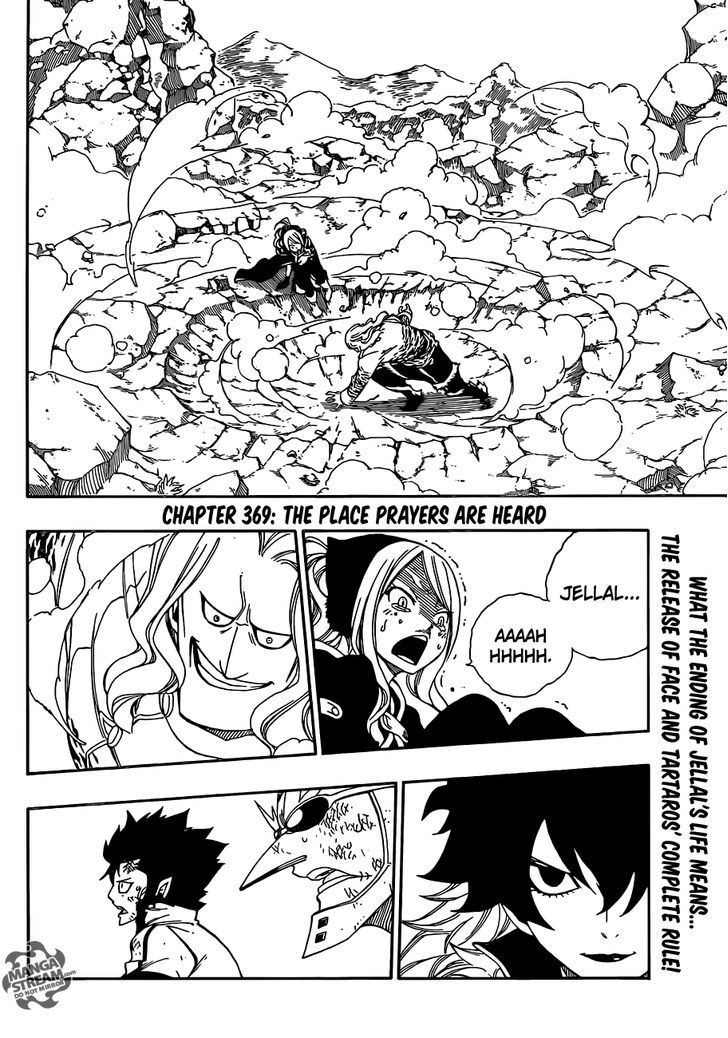 CHAPTER 369: THE PLACE PRAYERS ARE HEARD
JELLAL...
AAAAH
HHHHH.
WHAT THE ENDING OF JELLAL'S LIFE MEANS...
THE RELEASE OF FACE AND TARTAROS' COMPLETE RULE!
MANGA
STREAM.com
DO NOT MIRROR!